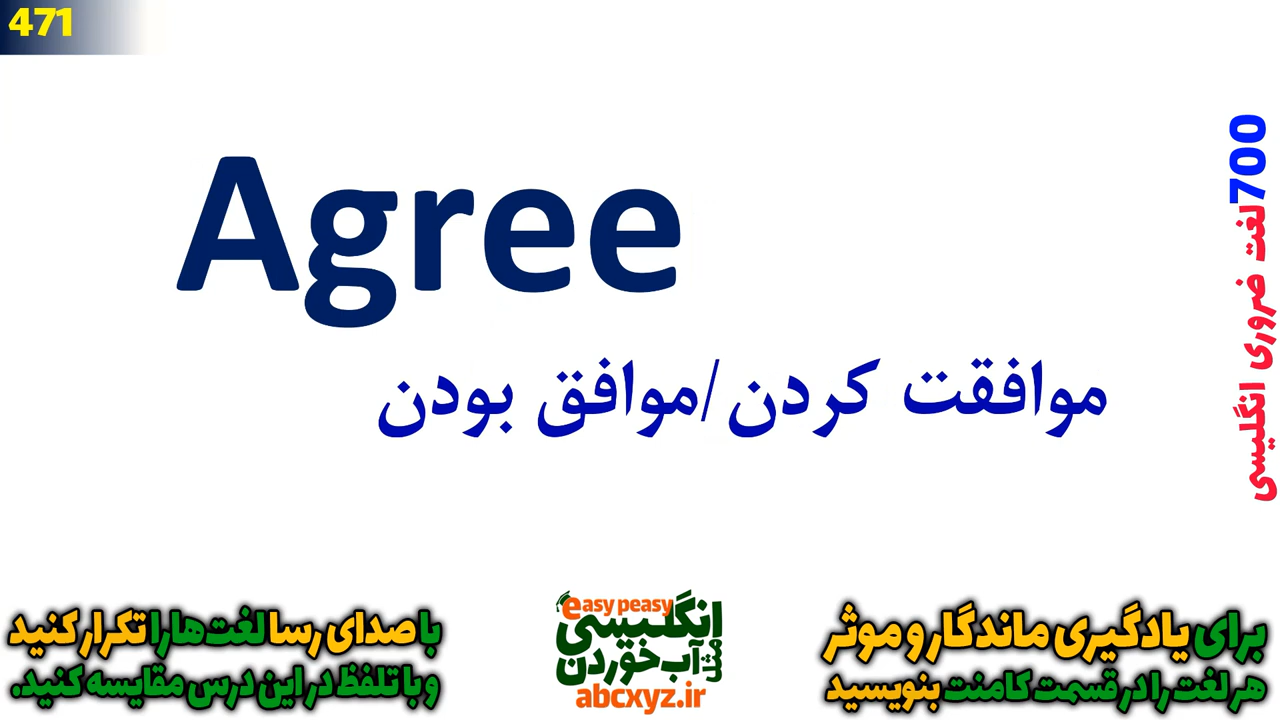 471
Agree
موافقت کردن/موافق بودن
700 لغت ضروری انگلیسی
برای یادگیری ماندگار و موثر
هر لغت را در قسمت کامنت بنویسید
easy peasy
انگلیسی
مثل آب خوردن
abcxyz.ir
با صدای رسا لغت‌ها را تکرار کنید
و با تلفظ در این درس مقایسه کنید.